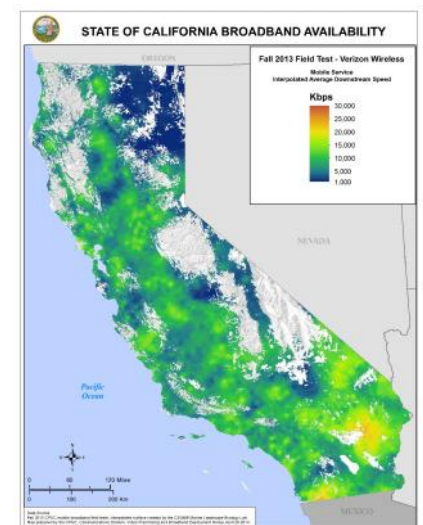 STATE OF CALIFORNIA BROADBAND AVAILABILITY
OREGON
Fall 2013 Field Test - Verizon Wireless
Mobile Service
Interpolated Average Downstream Speed
Kbps
30,000
25,000
20,000
15,000
10,000
5,000
1,000
NEVADA
Pacific
Ocean
0 60 120 Miles
0 100 200 KM
MEXICO
Data Source: